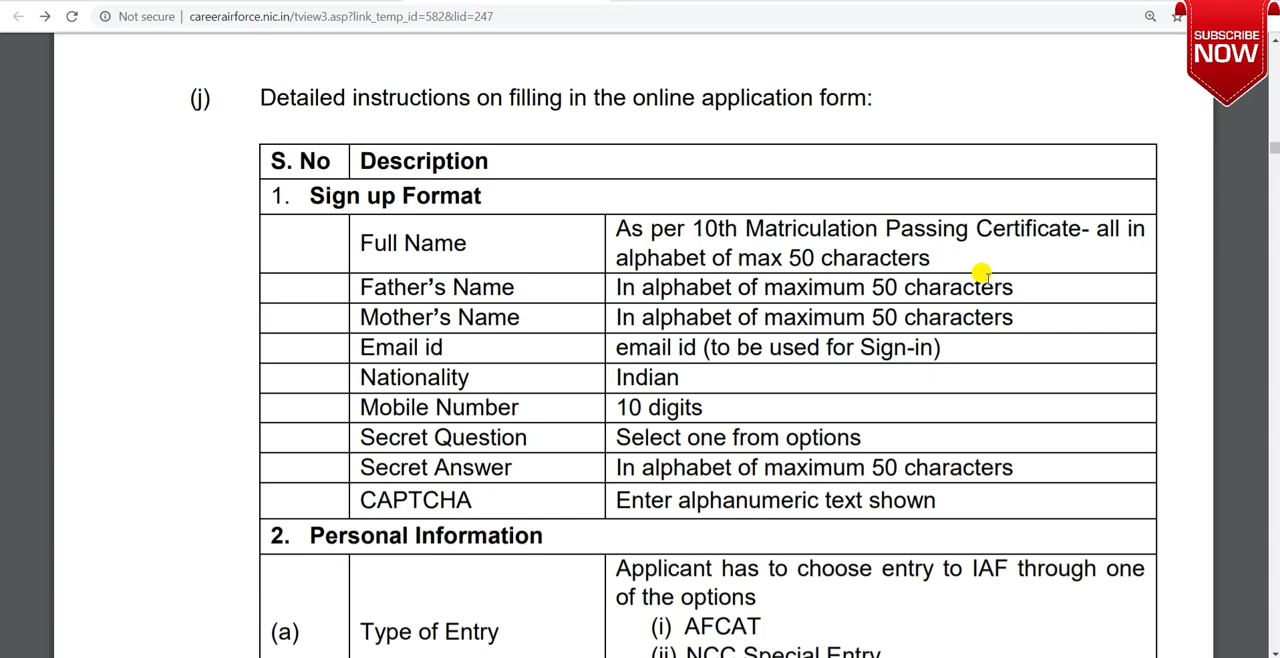 Not secure | careerairforce.nic.in/tview3.asp?link_temp_id=582&lid=247
SUBSCRIBE
NOW
(j) Detailed instructions on filling in the online application form:
S. No Description
1. Sign up Format
Full Name As per 10th Matriculation Passing Certificate- all in
alphabet of max 50 characters
Father's Name In alphabet of maximum 50 characters
Mother's Name In alphabet of maximum 50 characters
Email id email id (to be used for Sign-in)
Nationality Indian
Mobile Number 10 digits
Secret Question Select one from options
Secret Answer In alphabet of maximum 50 characters
CAPTCHA Enter alphanumeric text shown
2. Personal Information
(a) Type of Entry Applicant has to choose entry to IAF through one
of the options
(i) AFCAT
(ii) NCC Special Entry